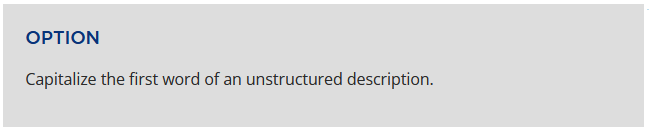 OPTION
Capitalize the first word of an unstructured description.